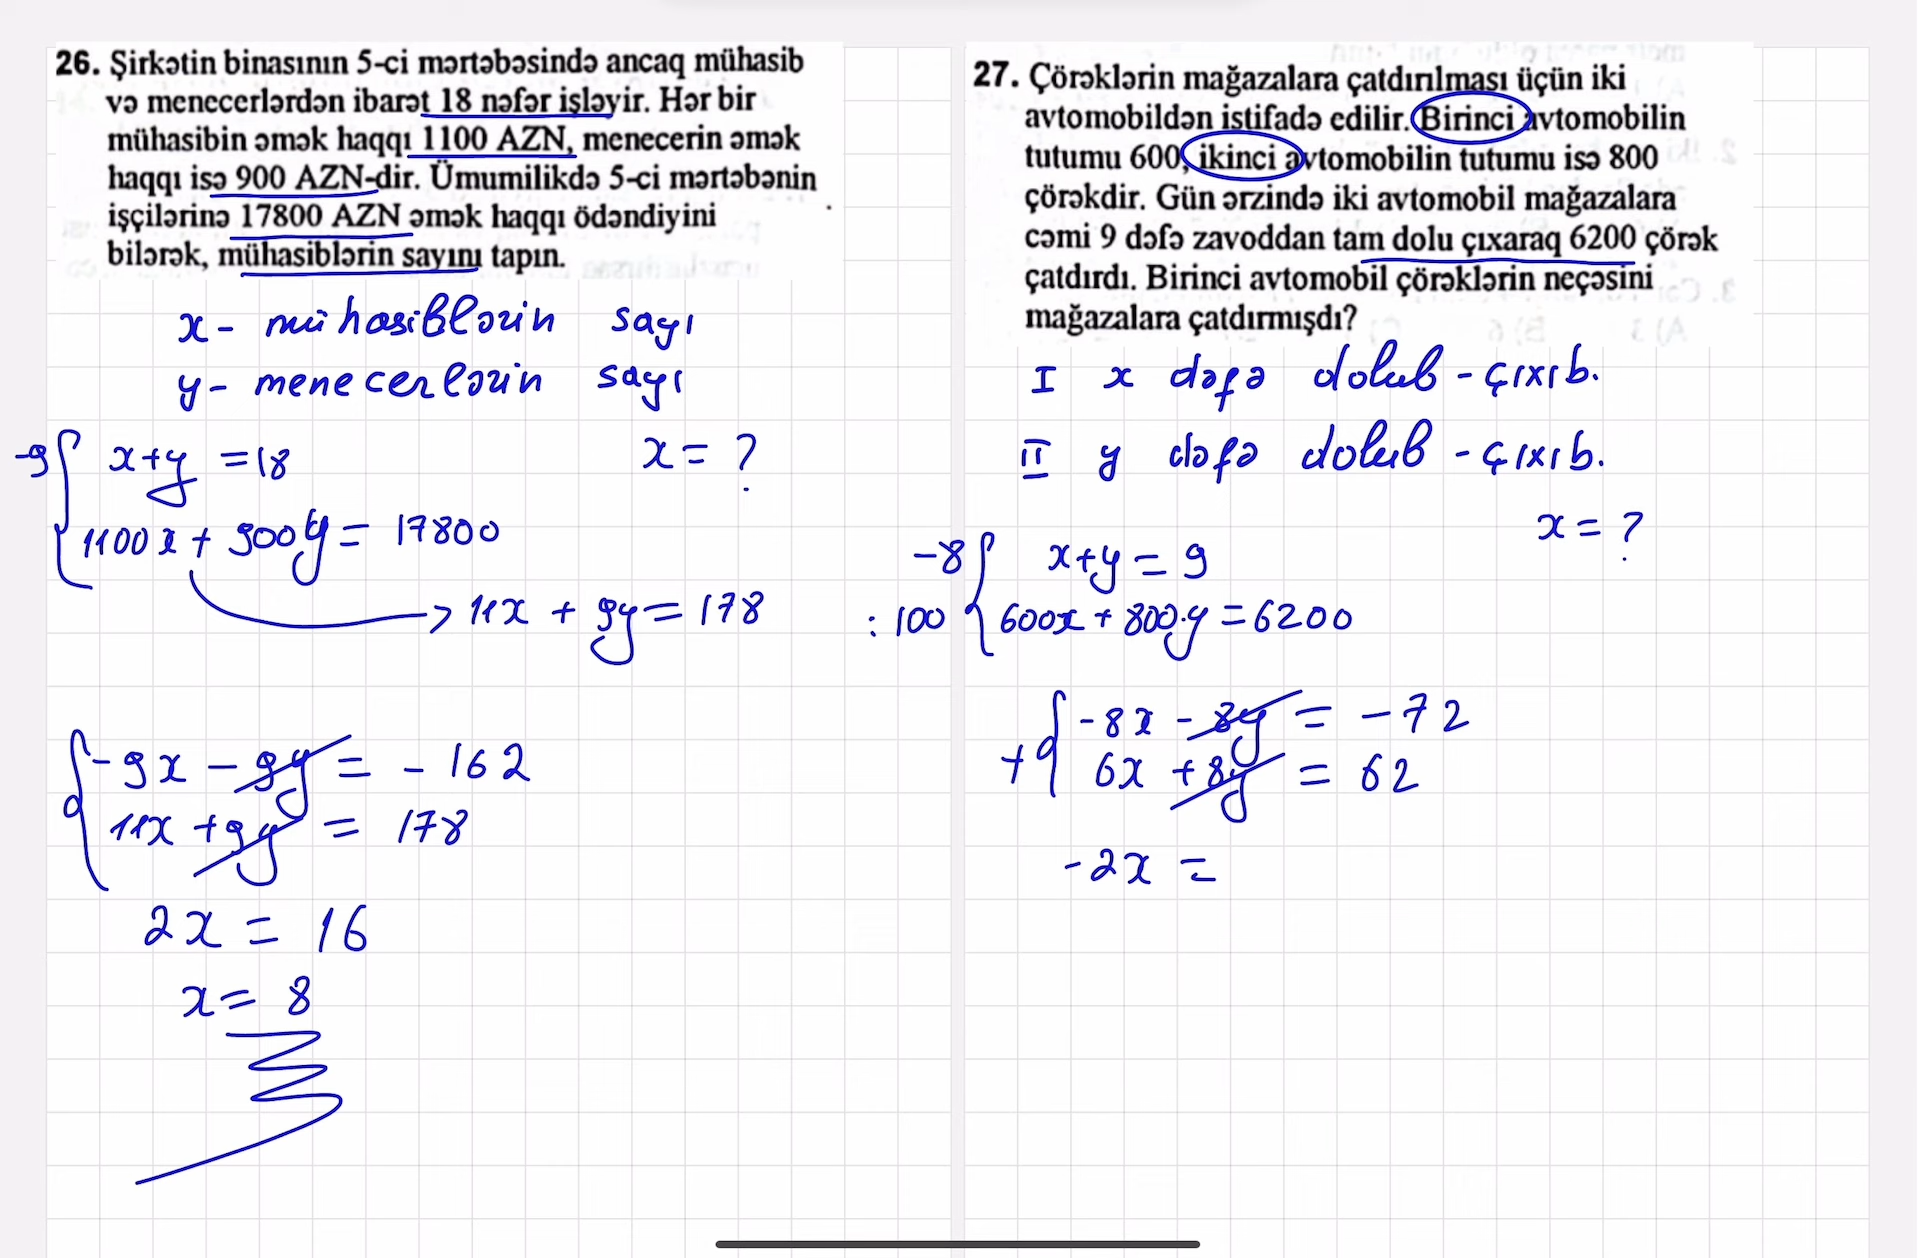 26. Şirkətin binasının 5-ci mərtəbəsində ancaq mühasib
və menecerlərdən ibarət 18 nəfər işləyir. Hər bir
mühasibin əmək haqqı 1100 AZN, menecerin əmək
haqqı isə 900 AZN-dir. Ümumilikdə 5-ci mərtəbənin
işçilərinə 17800 AZN əmək haqqı ödəndiyini
bilərək, mühasiblərin sayını tapın.
x - mühasiblərin sayı
y - menecerlərin sayı
-9 x+y =18
x = ?
1100x + 900y = 17800
11x + 9y = 178
-9x - 9y = - 162
11x + 9y = 178
2x = 16
x = 8
27. Çörəklərin mağazalara çatdırılması üçün iki
avtomobildən istifadə edilir. Birinci avtomobilin
tutumu 600, ikinci avtomobilin tutumu isə 800
çörəkdir. Gün ərzində iki avtomobil mağazalara
cəmi 9 dəfə zavoddan tam dolu çıxaraq 6200 çörək
çatdırdı. Birinci avtomobil çörəklərin neçəsini
mağazalara çatdırmışdı?
I x dəfə dolub - çıxıb.
II y dəfə dolub - çıxıb.
x = ?
-8 x+y = 9
:100 600x + 800·y = 6200
-8x - 8y = -72
+ 6x + 8y = 62
-2x =